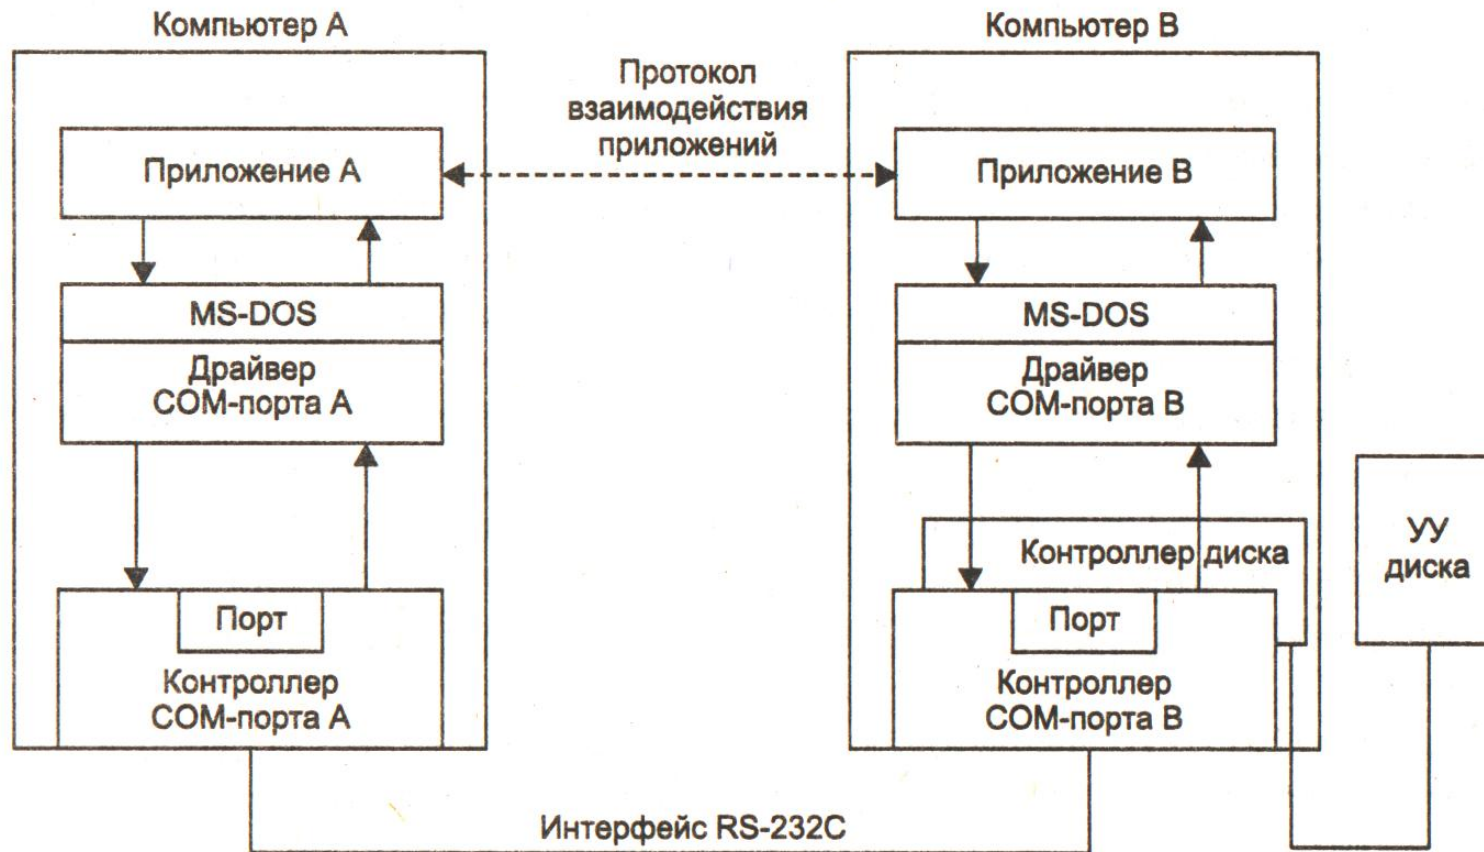 Компьютер А
Компьютер В
Протокол
взаимодействия
приложений
Приложение А
Приложение В
MS-DOS
Драйвер
COM-порта А
MS-DOS
Драйвер
COM-порта В
Контроллер диска
УУ
диска
Порт
Контроллер
COM-порта А
Порт
Контроллер
COM-порта В
Интерфейс RS-232C